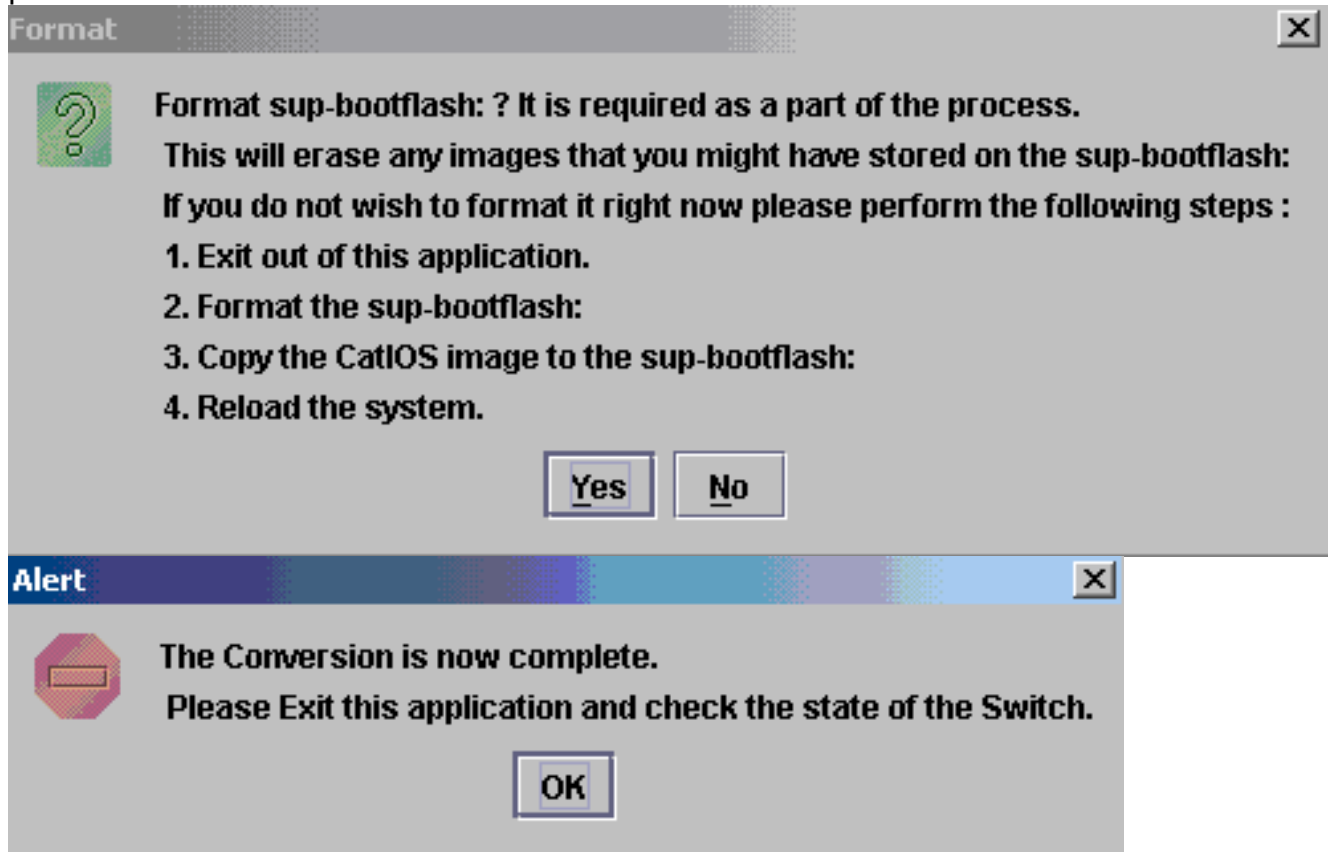 Format
Format sup-bootflash: ? It is required as a part of the process.
This will erase any images that you might have stored on the sup-bootflash:
If you do not wish to format it right now please perform the following steps :
1. Exit out of this application.
2. Format the sup-bootflash:
3. Copy the CatIOS image to the sup-bootflash:
4. Reload the system.
Yes No
Alert
The Conversion is now complete.
Please Exit this application and check the state of the Switch.
OK